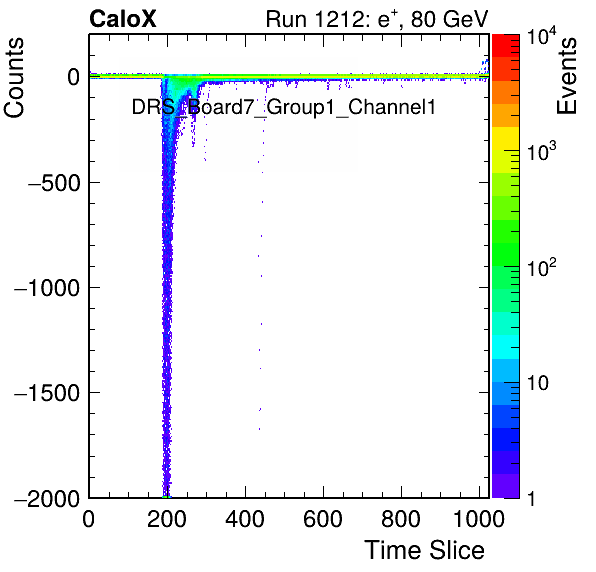 CaloX Run 1212: e⁺, 80 GeV
Counts
Events
DRS_Board7_Group1_Channel1
0
−500
−1000
−1500
−2000
0 200 400 600 800 1000
Time Slice
10⁴
10³
10²
10
1